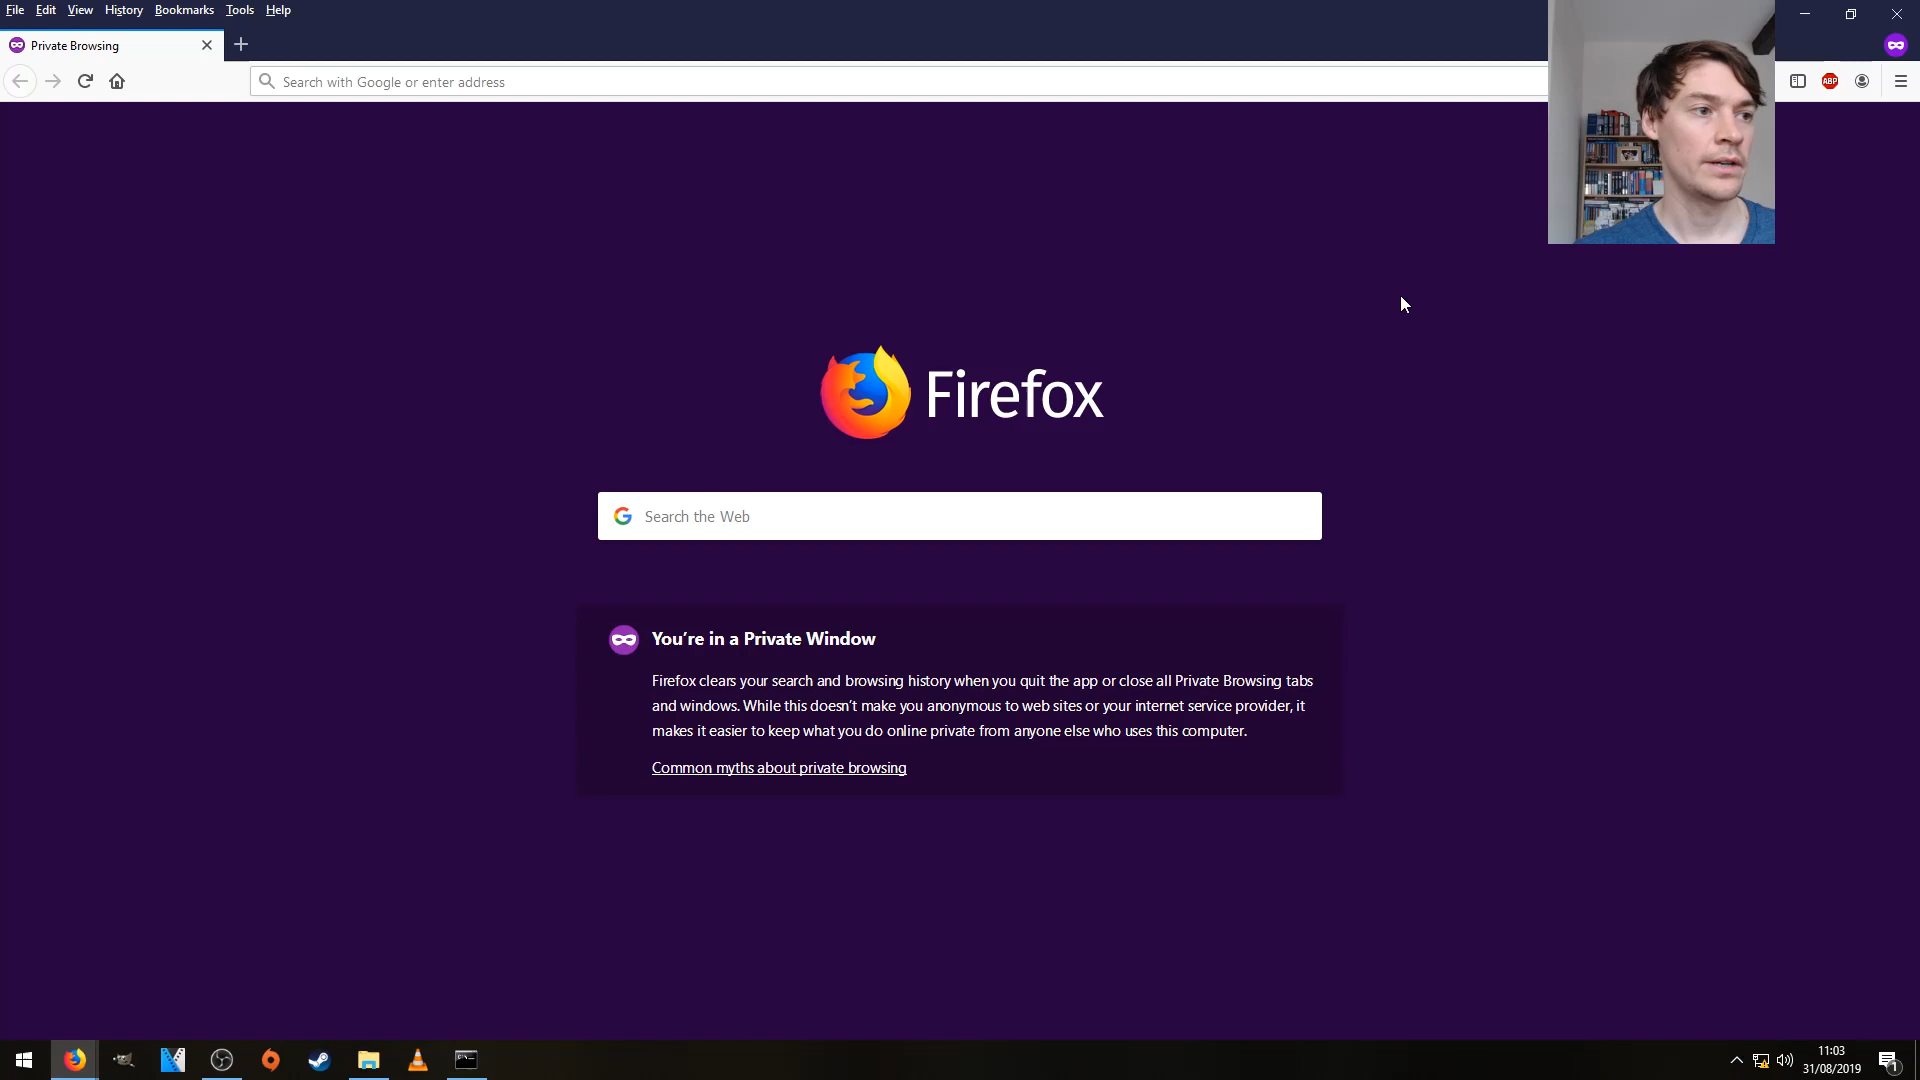 File Edit View History Bookmarks Tools Help
Private Browsing
Search with Google or enter address
ABP
Firefox
Search the Web
You're in a Private Window
Firefox clears your search and browsing history when you quit the app or close all Private Browsing tabs
and windows. While this doesn't make you anonymous to web sites or your internet service provider, it
makes it easier to keep what you do online private from anyone else who uses this computer.
Common myths about private browsing
11:03
31/08/2019
1